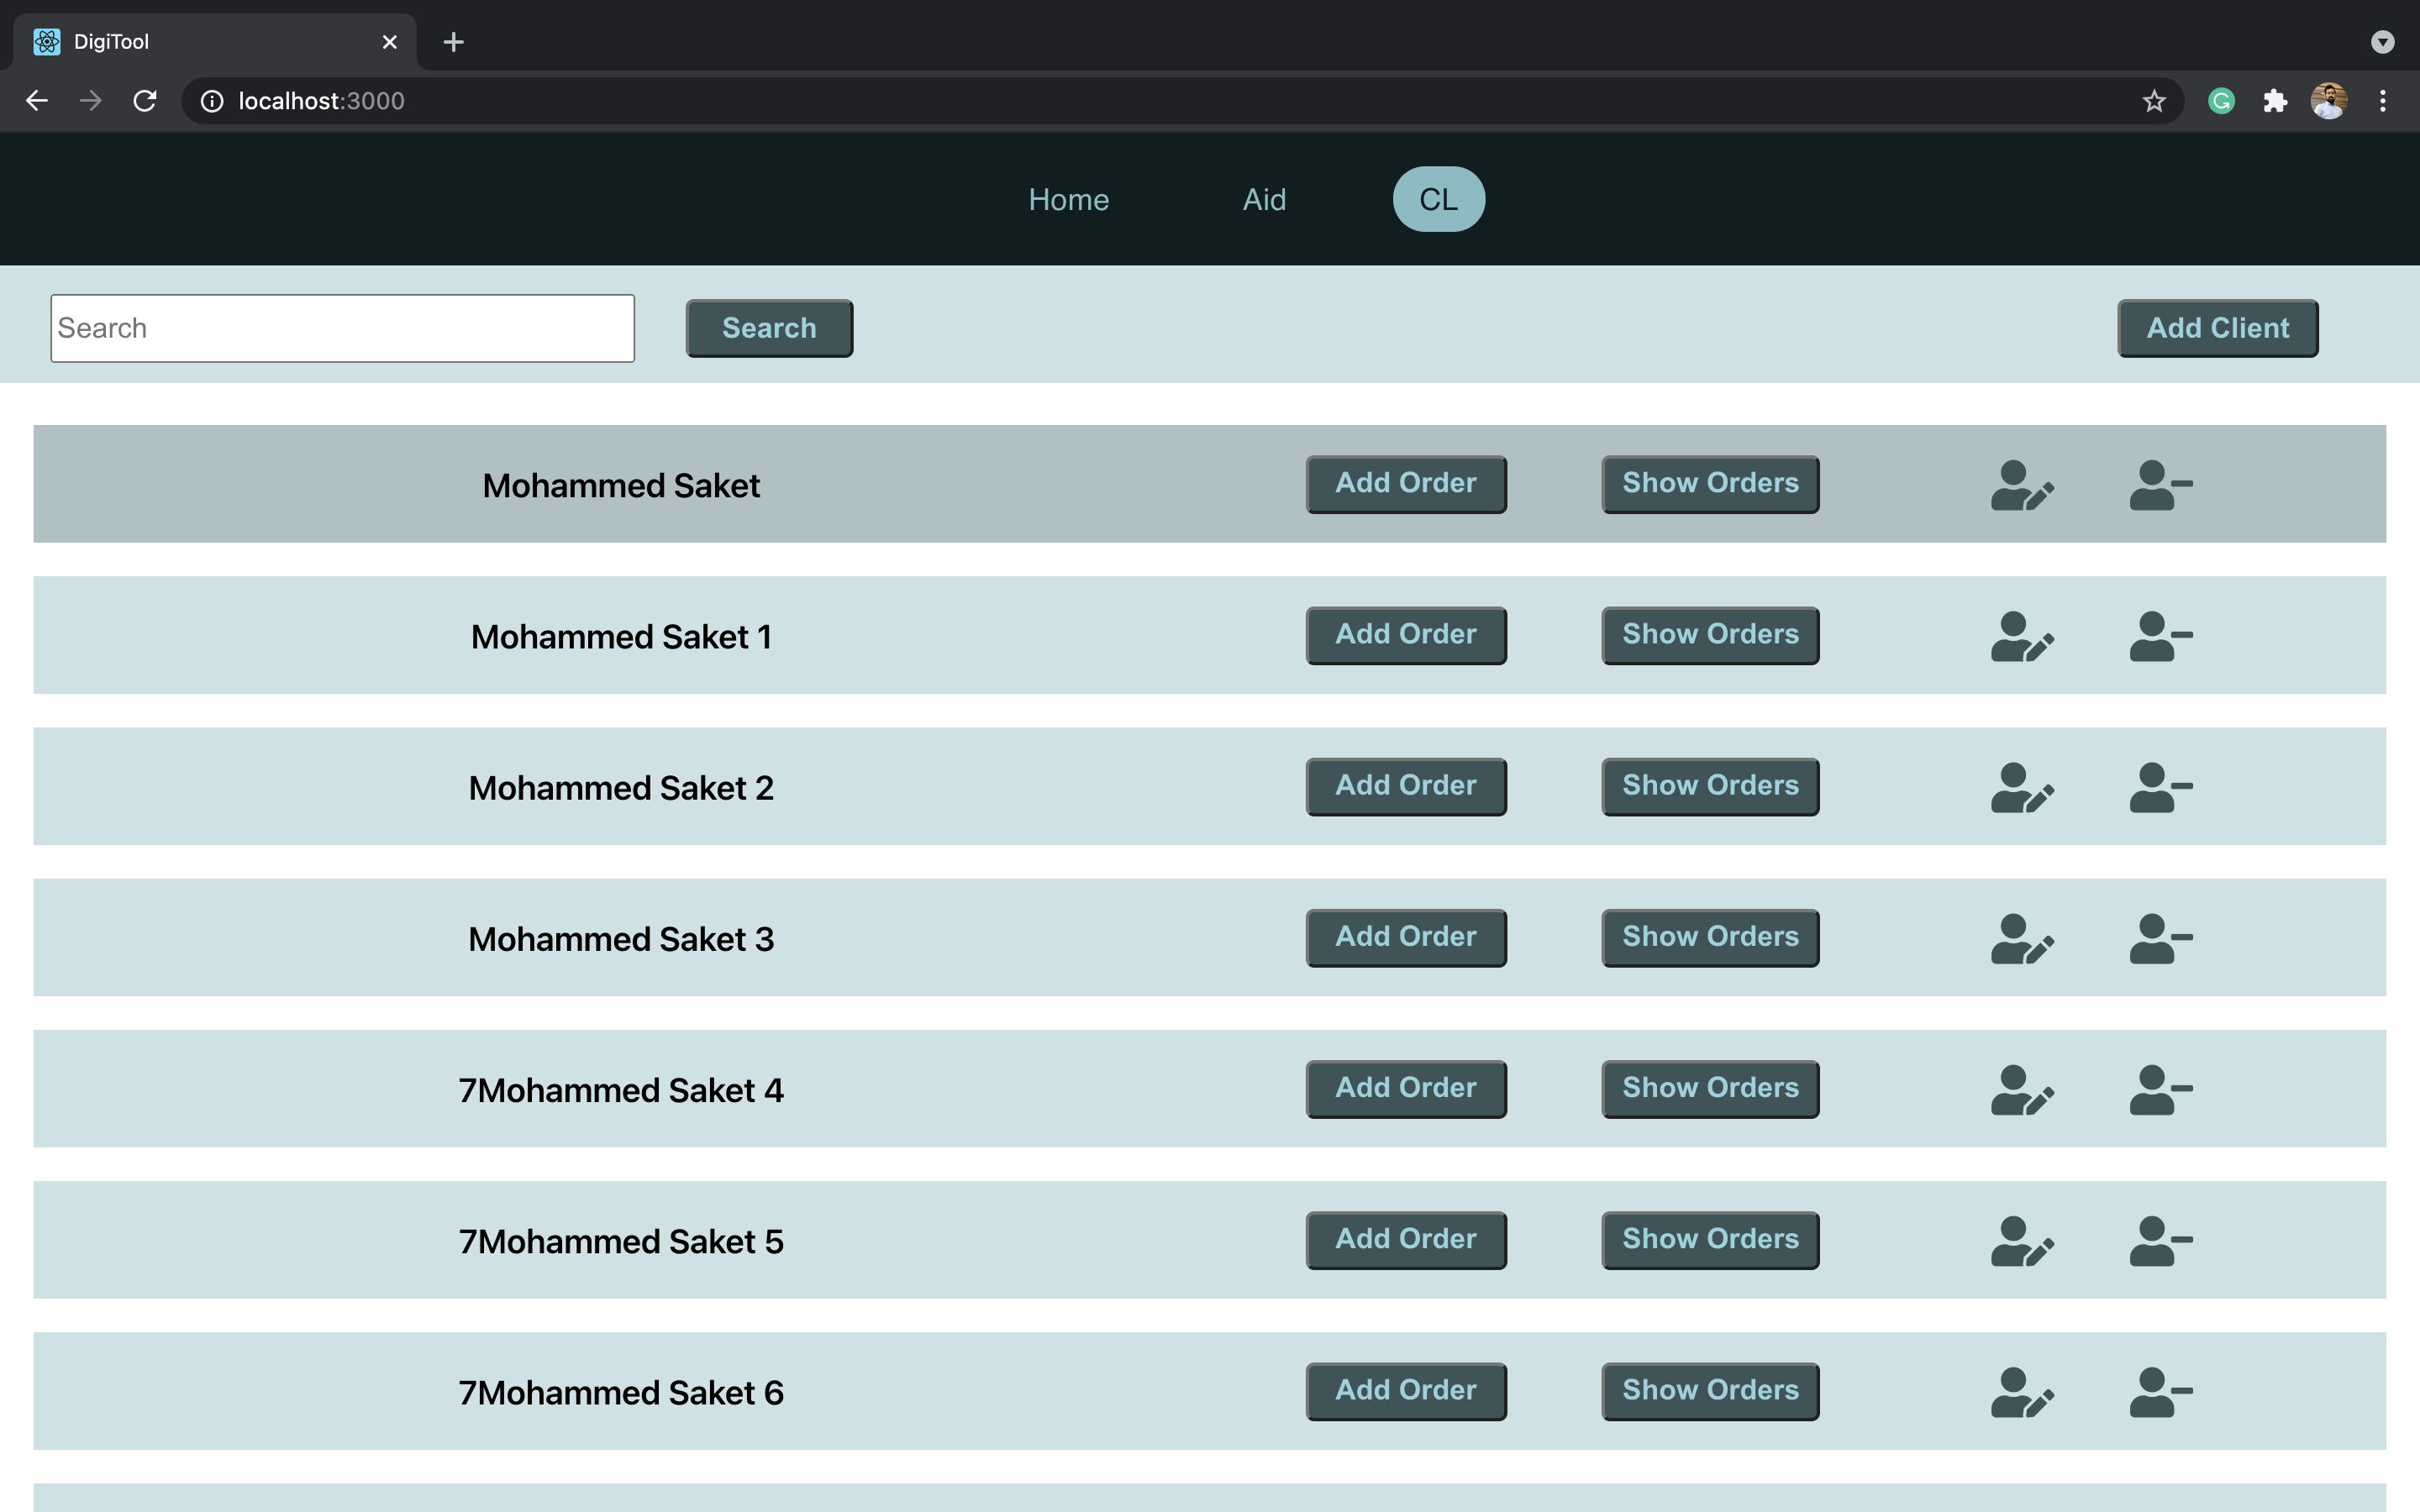 DigiTool
localhost:3000
Home Aid CL
Search Search Add Client
Mohammed Saket Add Order Show Orders
Mohammed Saket 1 Add Order Show Orders
Mohammed Saket 2 Add Order Show Orders
Mohammed Saket 3 Add Order Show Orders
7Mohammed Saket 4 Add Order Show Orders
7Mohammed Saket 5 Add Order Show Orders
7Mohammed Saket 6 Add Order Show Orders